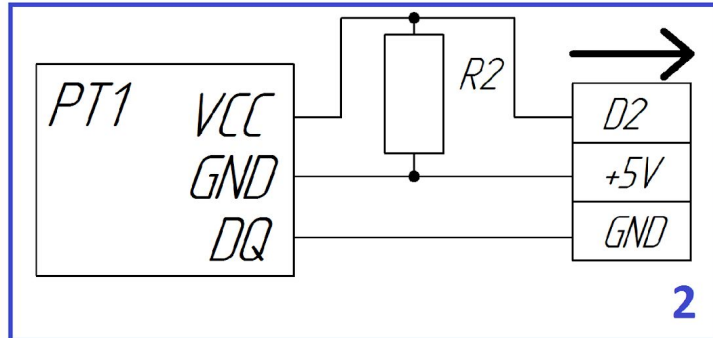 PT1
VCC
GND
DQ
R2
D2
+5V
GND
2